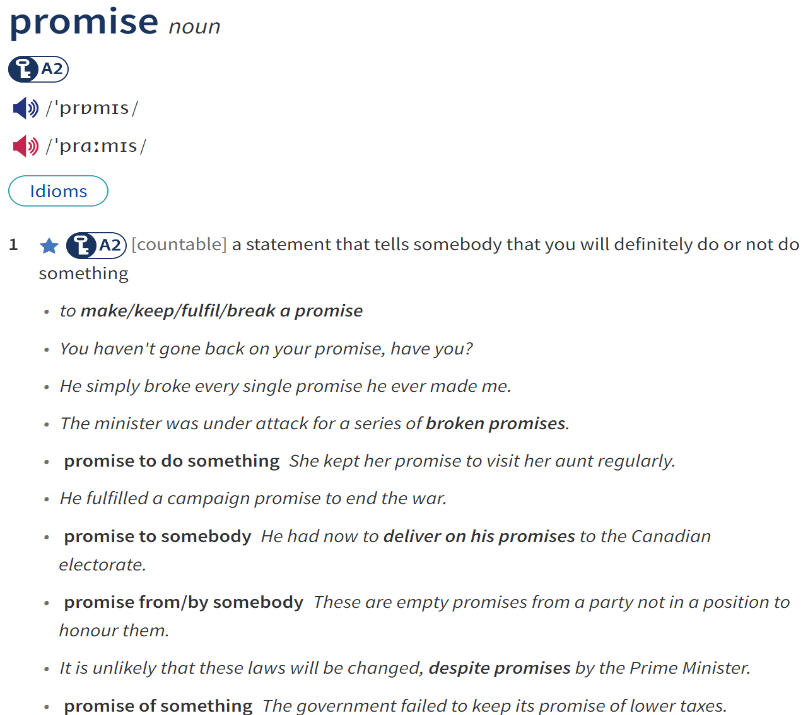 promise noun
A2
/ˈprɒmɪs/
/ˈprɑːmɪs/
Idioms
1 A2 [countable] a statement that tells somebody that you will definitely do or not do
something
• to make/keep/fulfil/break a promise
• You haven't gone back on your promise, have you?
• He simply broke every single promise he ever made me.
• The minister was under attack for a series of broken promises.
• promise to do something She kept her promise to visit her aunt regularly.
• He fulfilled a campaign promise to end the war.
• promise to somebody He had now to deliver on his promises to the Canadian
electorate.
• promise from/by somebody These are empty promises from a party not in a position to
honour them.
• It is unlikely that these laws will be changed, despite promises by the Prime Minister.
• promise of something The government failed to keep its promise of lower taxes.